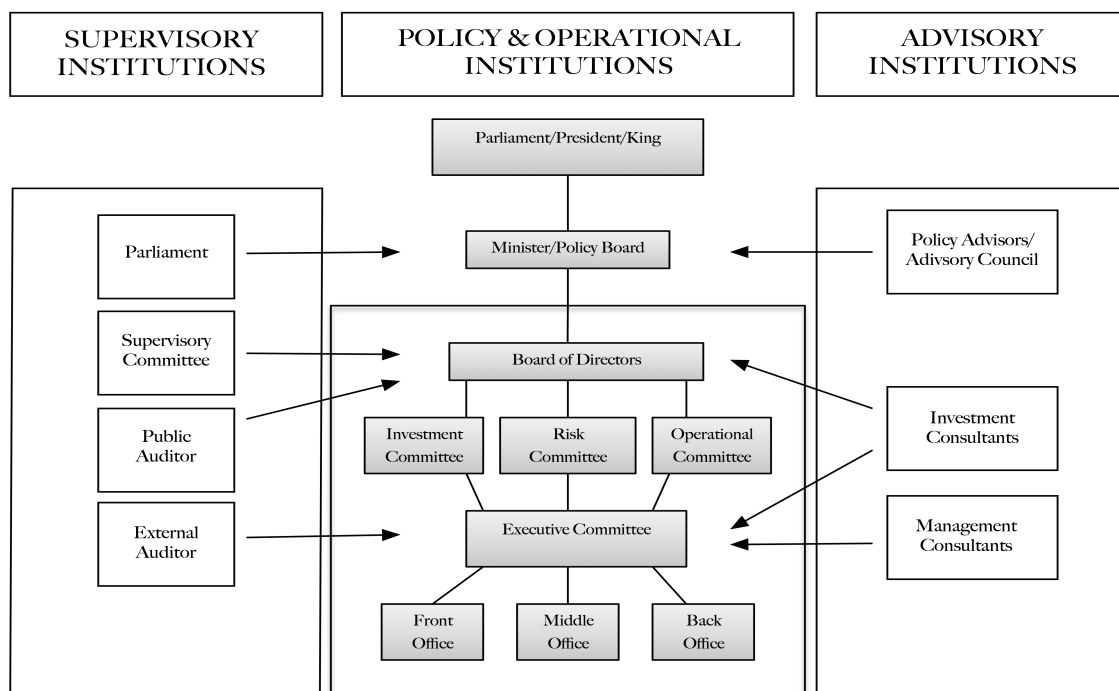 SUPERVISORY
INSTITUTIONS
POLICY & OPERATIONAL
INSTITUTIONS
ADVISORY
INSTITUTIONS
Parliament/President/King
Parliament
Minister/Policy Board
Policy Advisors/
Adivsory Council
Supervisory
Committee
Board of Directors
Public
Auditor
Investment
Committee
Risk
Committee
Operational
Committee
Investment
Consultants
External
Auditor
Executive Committee
Management
Consultants
Front
Office
Middle
Office
Back
Office